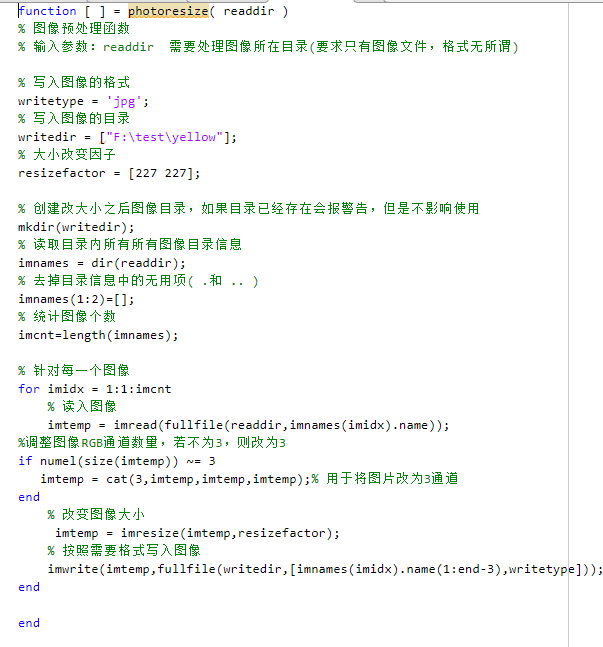 function [ ] = photoresize( readdir )
% 图像预处理函数
% 输入参数: readdir  需要处理图像所在目录(要求只有图像文件，格式无所谓)
% 写入图像的格式
writetype = 'jpg';
% 写入图像的目录
writedir = ["F:\test\yellow"];
% 大小改变因子
resizefactor = [227 227];
% 创建改大小之后图像目录，如果目录已经存在会报警告，但是不影响使用
mkdir(writedir);
% 读取目录内所有所有图像目录信息
imnames = dir(readdir);
% 去掉目录信息中的无用项( .和 .. )
imnames(1:2)=[];
% 统计图像个数
imcnt=length(imnames);
% 针对每一个图像
for imidx = 1:1:imcnt
    % 读入图像
    imtemp = imread(fullfile(readdir,imnames(imidx).name));
%调整图像RGB通道数量，若不为3，则改为3
if numel(size(imtemp)) ~= 3
   imtemp = cat(3,imtemp,imtemp,imtemp);% 用于将图片改为3通道
end
    % 改变图像大小
     imtemp = imresize(imtemp,resizefactor);
    % 按照需要格式写入图像
    imwrite(imtemp,fullfile(writedir,[imnames(imidx).name(1:end-3),writetype]));
end
end